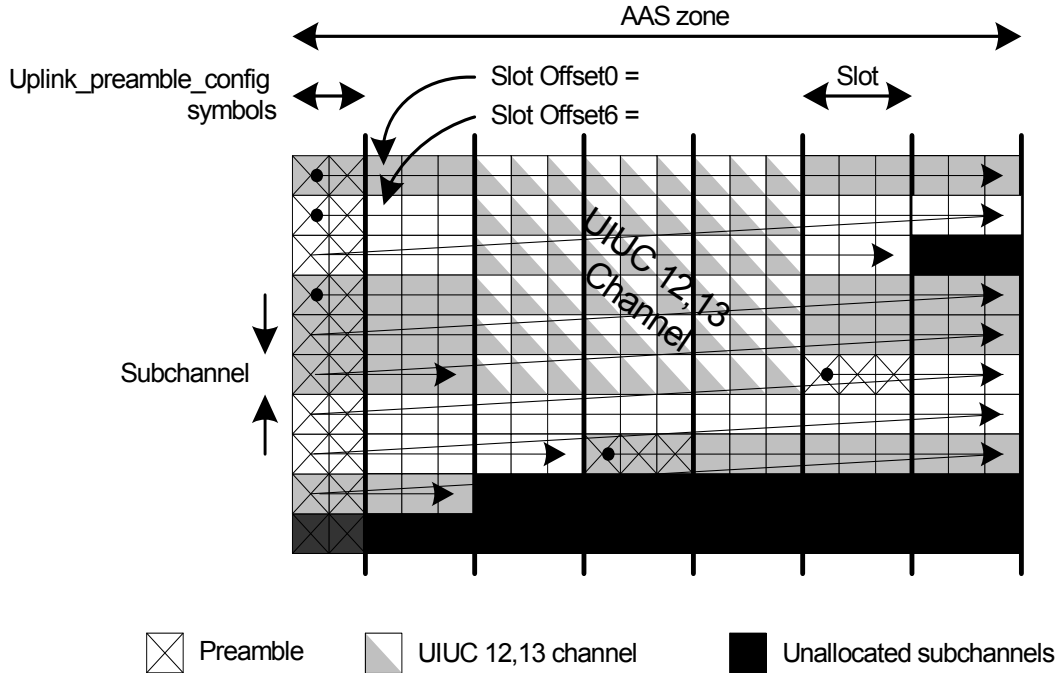 AAS zone
Uplink_preamble_config
symbols
Slot Offset0 =
Slot Offset6 =
Slot
UIUC 12,13
Channel
Subchannel
Preamble
UIUC 12,13 channel
Unallocated subchannels